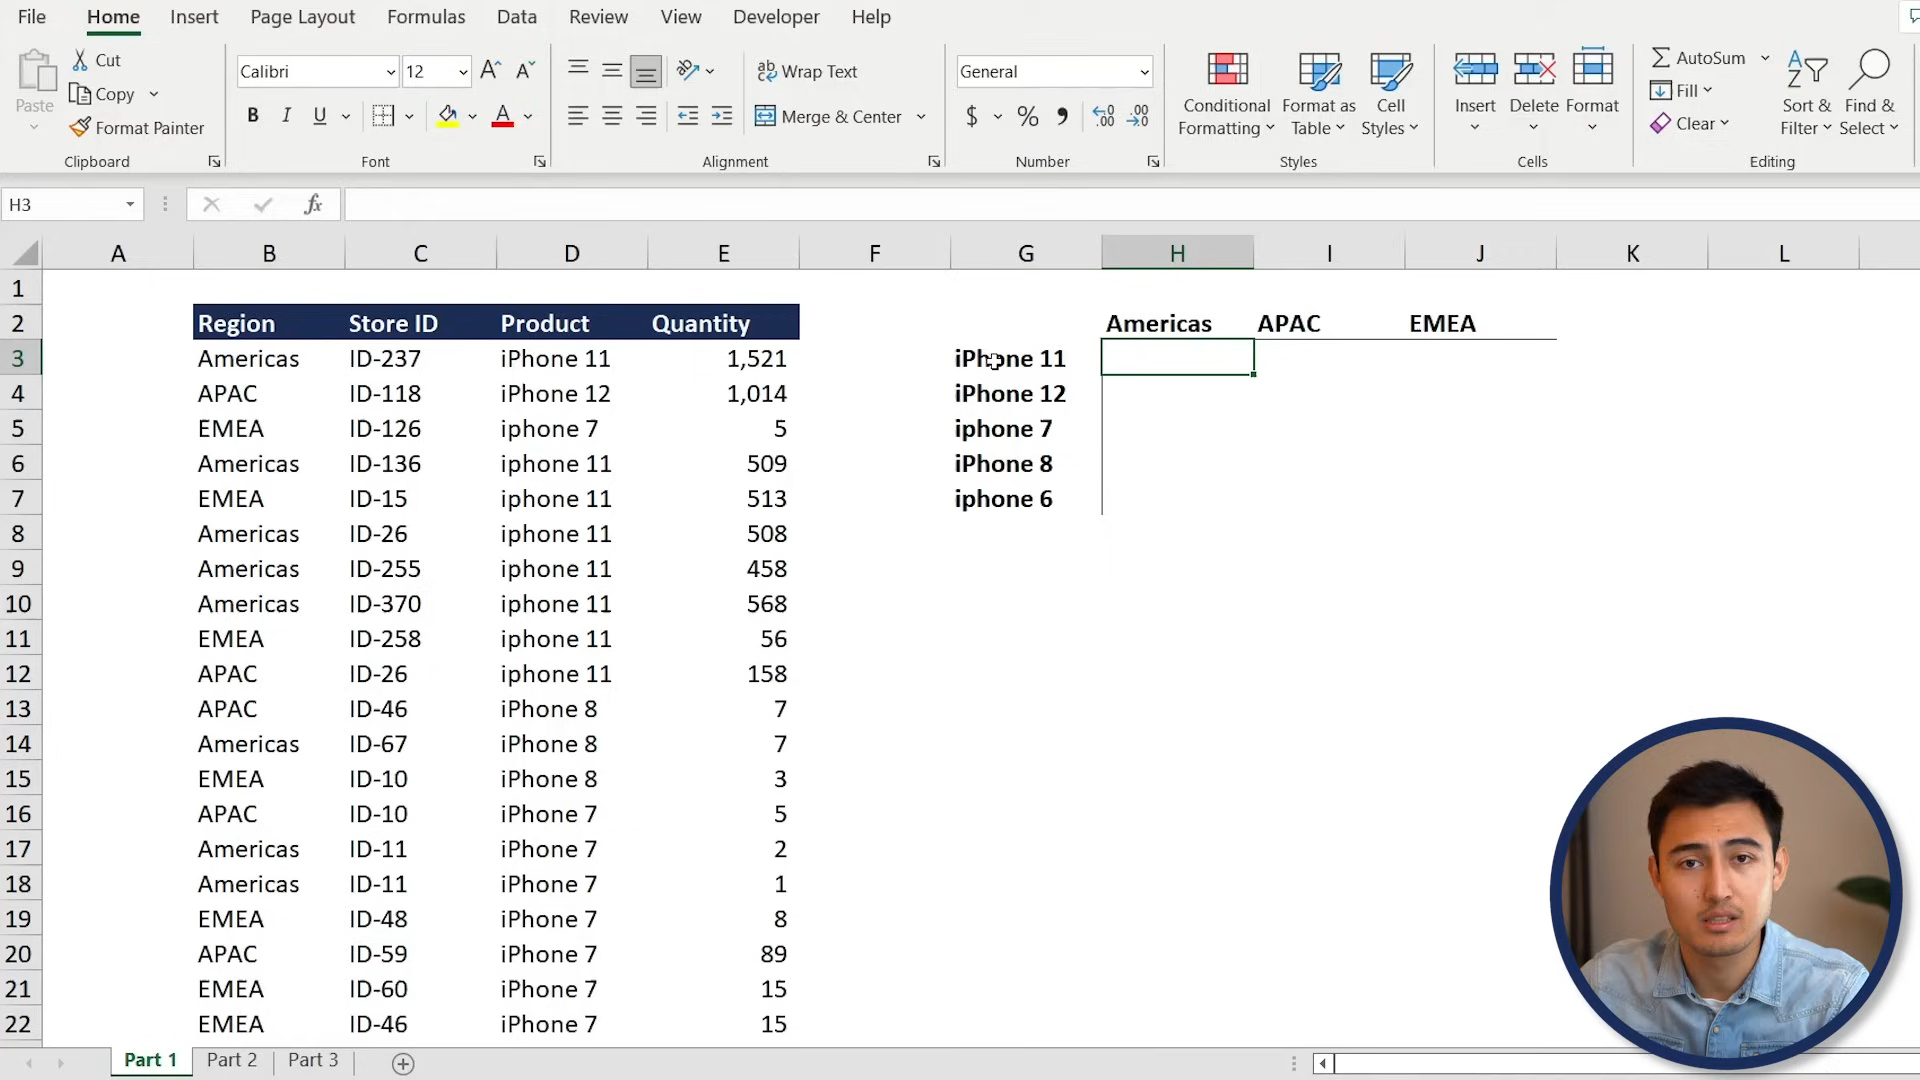 File Home Insert Page Layout Formulas Data Review View Developer Help
Paste
Cut
Copy
Format Painter
Clipboard
Calibri 12
B I U
Font
Wrap Text
Merge & Center
Alignment
General
$ % ,
Number
Conditional Formatting
Format as Table
Cell Styles
Styles
Insert Delete Format
Cells
AutoSum
Fill
Clear
Sort & Filter
Find & Select
Editing
H3 fx
A B C D E F G H I J K L
1
2 Region Store ID Product Quantity Americas APAC EMEA
3 Americas ID-237 iPhone 11 1,521 iPhone 11
4 APAC ID-118 iPhone 12 1,014 iPhone 12
5 EMEA ID-126 iphone 7 5 iphone 7
6 Americas ID-136 iphone 11 509 iPhone 8
7 EMEA ID-15 iphone 11 513 iphone 6
8 Americas ID-26 iphone 11 508
9 Americas ID-255 iphone 11 458
10 Americas ID-370 iphone 11 568
11 EMEA ID-258 iphone 11 56
12 APAC ID-26 iphone 11 158
13 APAC ID-46 iPhone 8 7
14 Americas ID-67 iPhone 8 7
15 EMEA ID-10 iPhone 8 3
16 APAC ID-10 iPhone 7 5
17 Americas ID-11 iPhone 7 2
18 Americas ID-11 iPhone 7 1
19 EMEA ID-48 iPhone 7 8
20 APAC ID-59 iPhone 7 89
21 EMEA ID-60 iPhone 7 15
22 EMEA ID-46 iPhone 7 15
Part 1 Part 2 Part 3